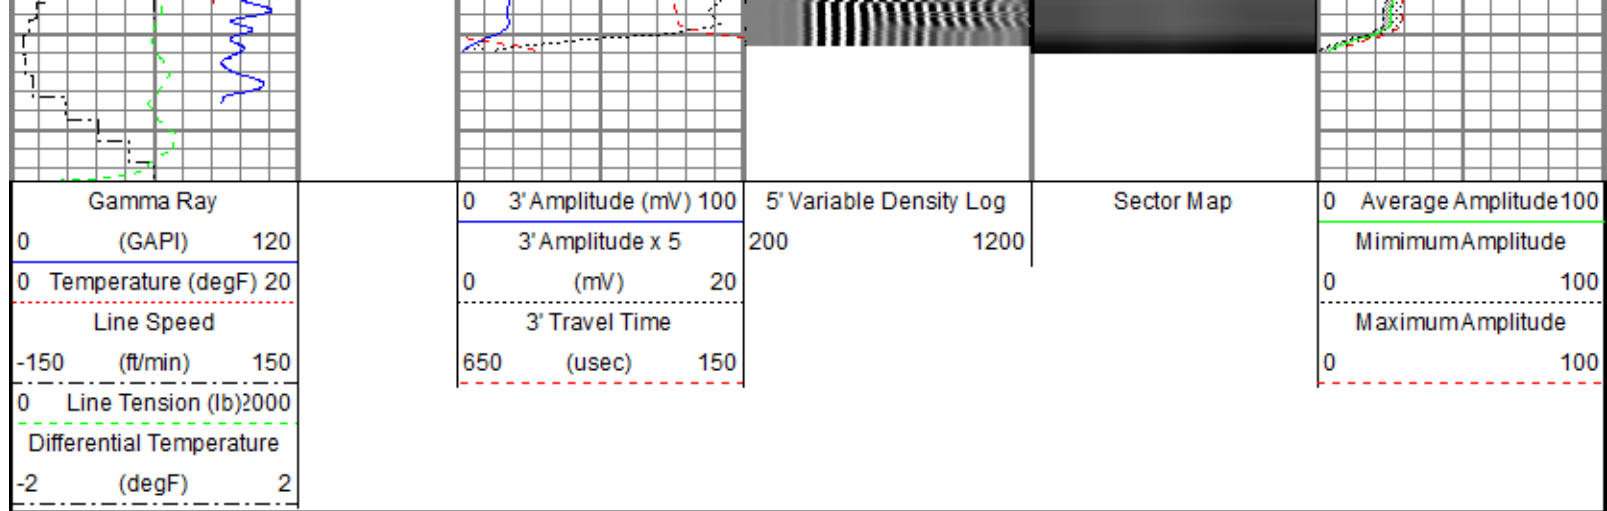 Gamma Ray
0 (GAPI) 120
0 Temperature (degF) 20
Line Speed
-150 (ft/min) 150
0 Line Tension (lb) 2000
Differential Temperature
-2 (degF) 2
0 3' Amplitude (mV) 100
3' Amplitude x 5
0 (mV) 20
3' Travel Time
650 (usec) 150
5' Variable Density Log
200 1200
Sector Map
0 Average Amplitude 100
Mimimum Amplitude
0 100
Maximum Amplitude
0 100